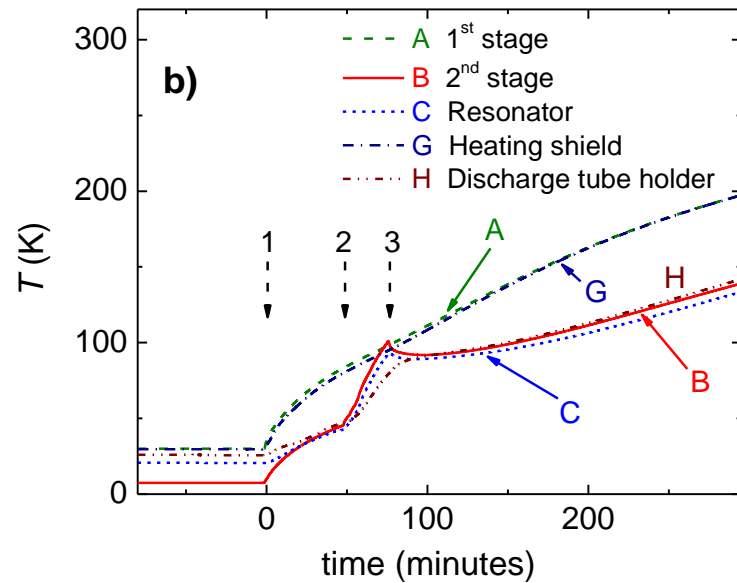 300
200
100
0
T (K)
b)
A 1st stage
B 2nd stage
C Resonator
G Heating shield
H Discharge tube holder
1 2 3
A
G
H
B
C
0 100 200
time (minutes)